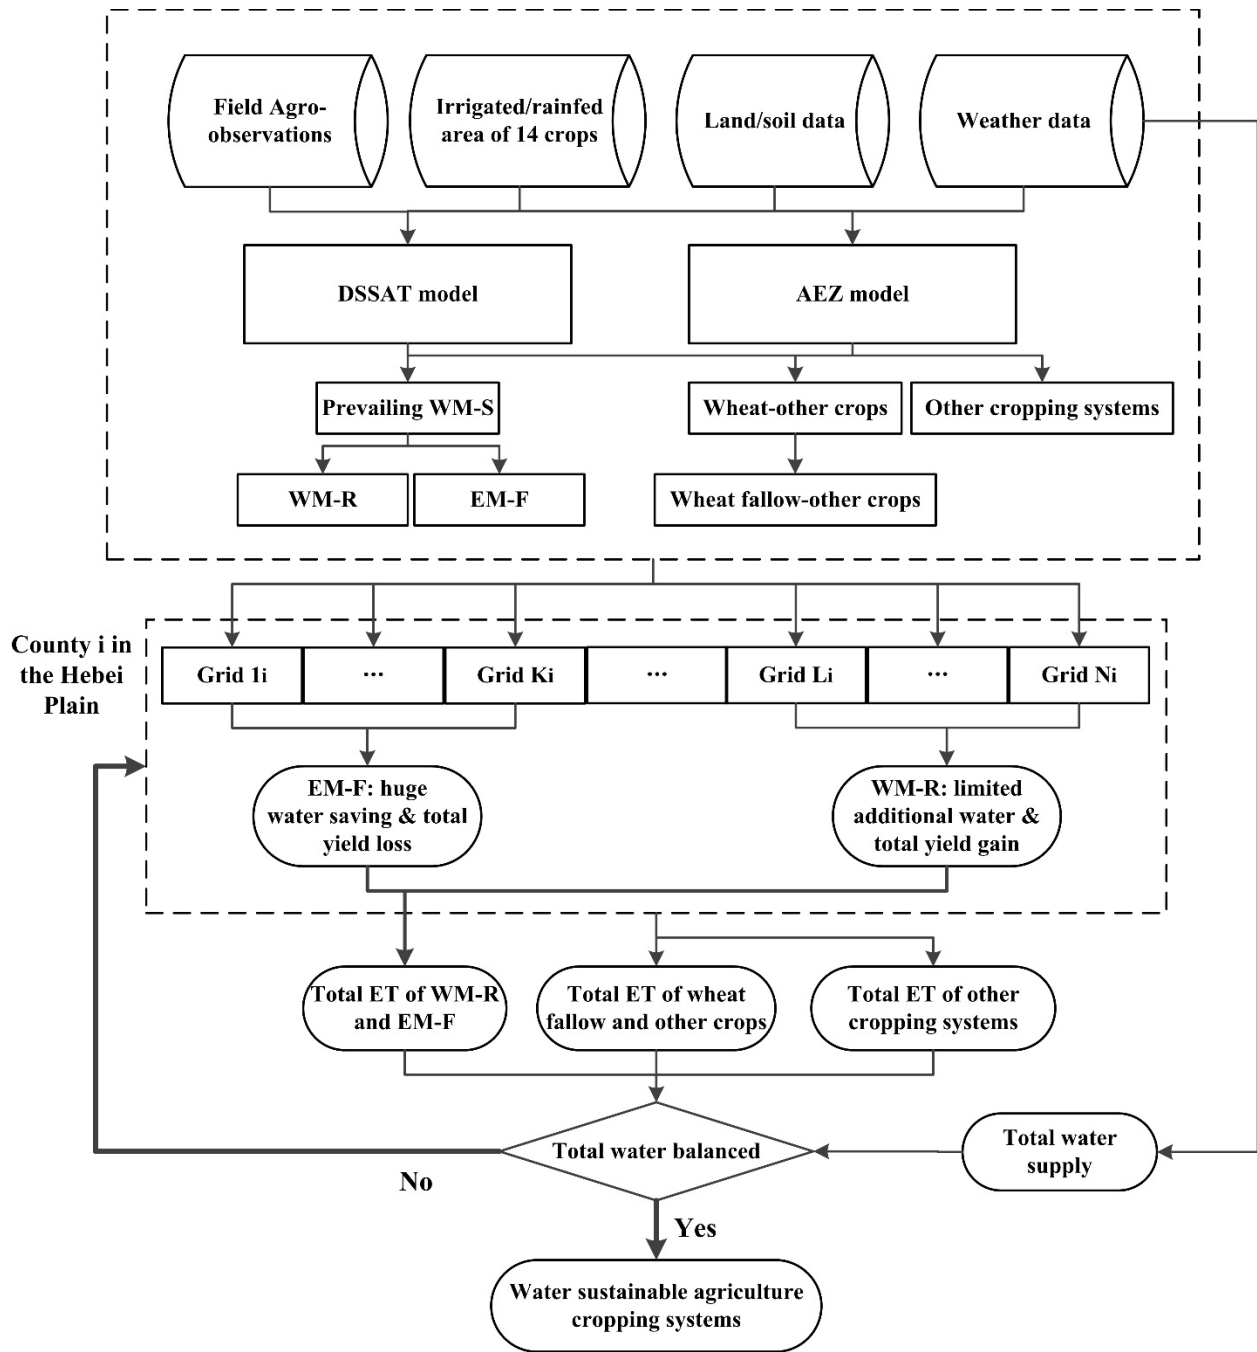 Field Agro-
observations
Irrigated/rainfed
area of 14 crops
Land/soil data
Weather data
DSSAT model
AEZ model
Prevailing WM-S
Wheat-other crops
Other cropping systems
WM-R
EM-F
Wheat fallow-other crops
County i in
the Hebei
Plain
Grid 1i
...
Grid Ki
...
Grid Li
...
Grid Ni
EM-F: huge
water saving & total
yield loss
WM-R: limited
additional water &
total yield gain
Total ET of WM-R
and EM-F
Total ET of wheat
fallow and other crops
Total ET of other
cropping systems
Total water balanced
Total water
supply
No
Yes
Water sustainable agriculture
cropping systems